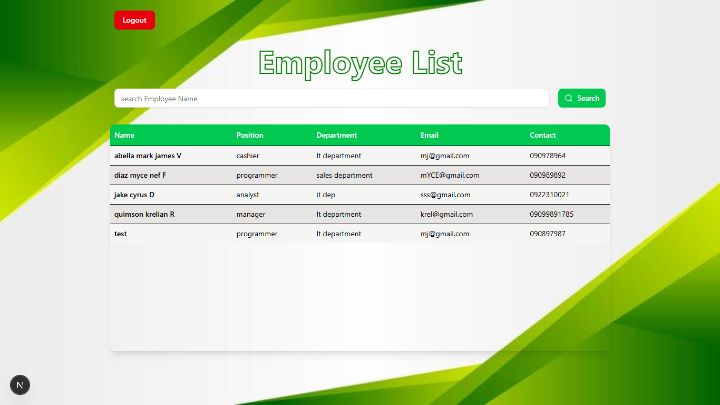 Logout
Employee List
search Employee Name
Search
Name Position Department Email Contact
abella mark james V cashier It department mj@gmail.com 090978964
diaz myce nef F programmer sales department mYCE@gmail.com 090989892
jake cyrus D analyst it dep sss@gmail.com 0922310021
quimson krelian R manager It department krel@gmail.com 09099891785
test programmer It department mj@gmail.com 090897987
N